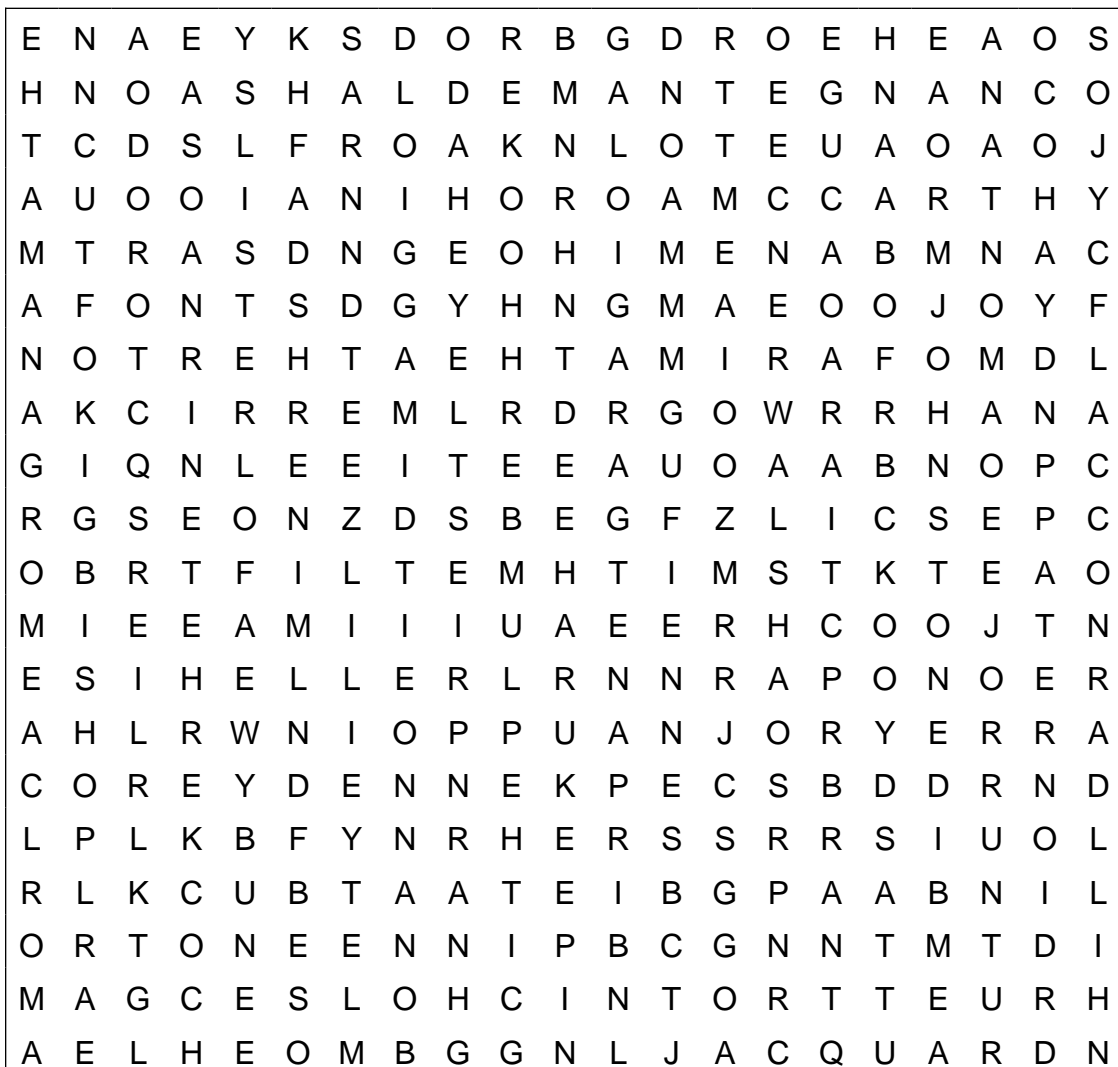 E N A E Y K S D O R B G D R O E H E A O S
H N O A S H A L D E M A N T E G N A N C O
T C D S L F R O A K N L O T E U A O A O J
A U O O I A N I H O R O A M C C A R T H Y
M T R A S D N G E O H I M E N A B M N A C
A F O N T S D G Y H N G M A E O O J O Y F
N O T R E H T A E H T A M I R A F O M D L
A K C I R R E M L R D R G O W R R H A N A
G I Q N L E E I T E E A U O A A B N O P C
R G S E O N Z D S B E G F Z L I C S E P C
O B R T F I L T E M H T I M S T K T E A O
M I E E A M I I I U A E E R H C O O J T N
E S I H E L L E R L R N N R A P O N O E R
A H L R W N I O P P U A N J O R Y E R R A
C O R E Y D E N N E K P E C S B D D R N D
L P L K B F Y N R H E R S S R R S I U O L
R L K C U B T A A T E I B G P A A B N I L
O R T O N E E N N I P B C G N N T M T D I
M A G C E S L O H C I N T O R T T E U R H
A E L H E O M B G G N L J A C Q U A R D N